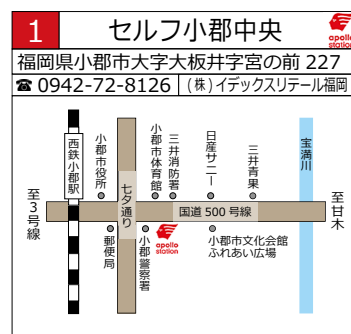 1 セルフ小郡中央 apollo station
福岡県小郡市大字大板井字宮の前 227
☎ 0942-72-8126 (株)イデックスリテール福岡
西鉄小郡駅
小郡市役所
七夕通り
小郡市体育館
三井消防署
日産サニー
三井青果
宝満川
至3号線
国道 500 号線
至甘木
郵便局
小郡警察署
apollo station
小郡市文化会館
ふれあい広場